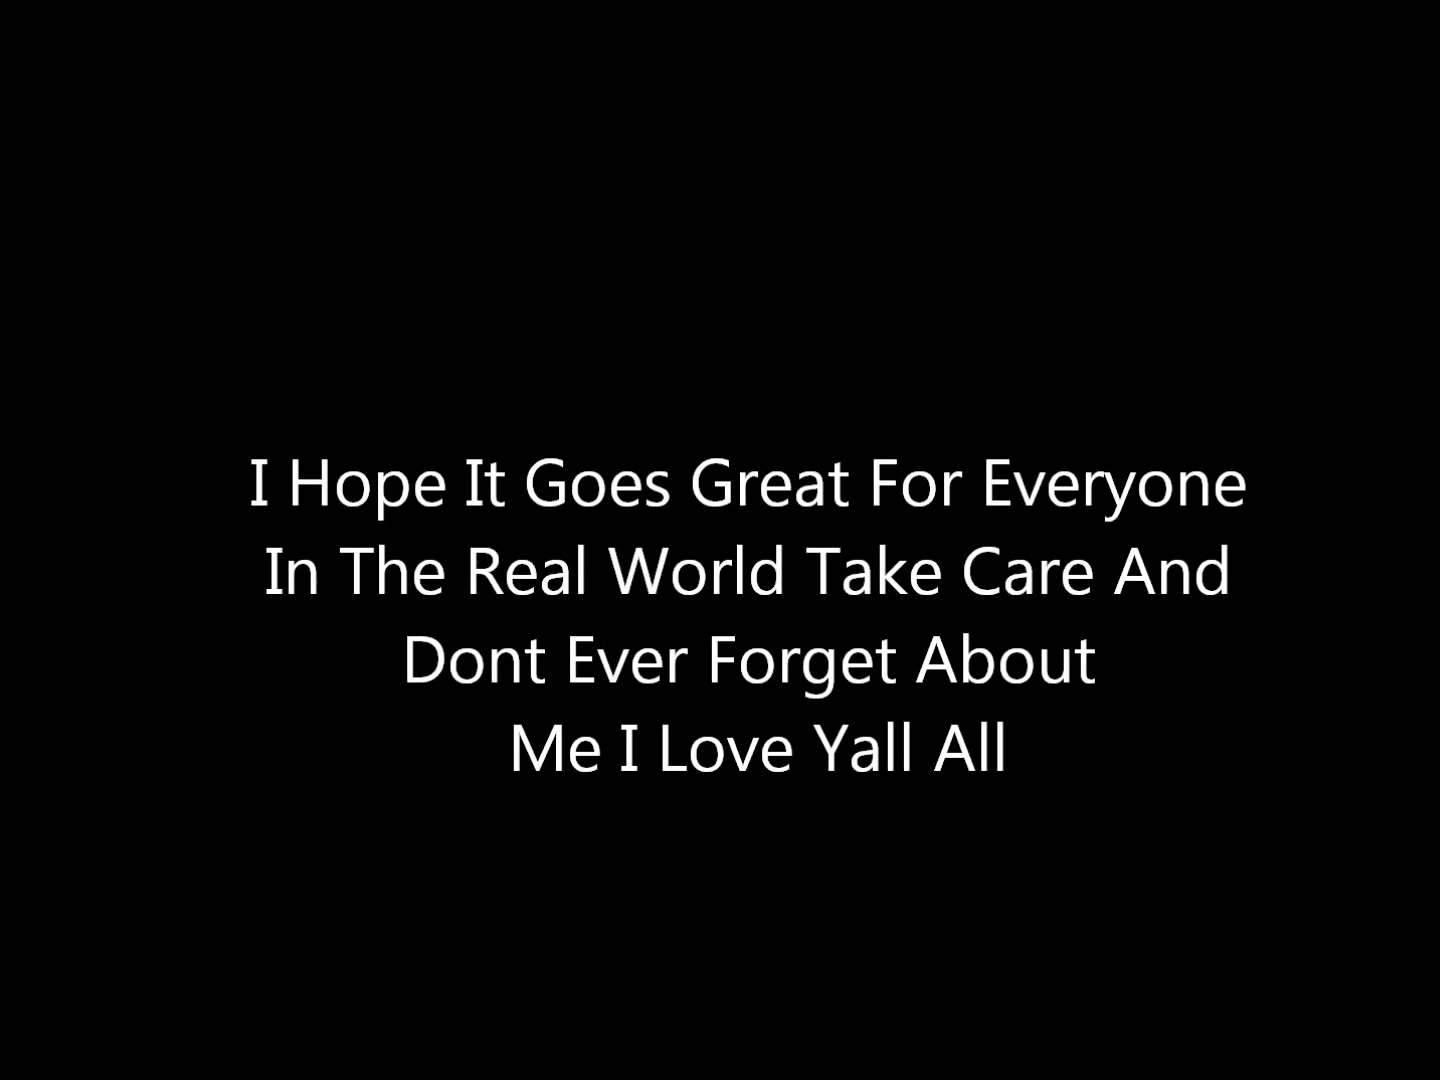 I Hope It Goes Great For Everyone
In The Real World Take Care And
Dont Ever Forget About
Me I Love Yall All